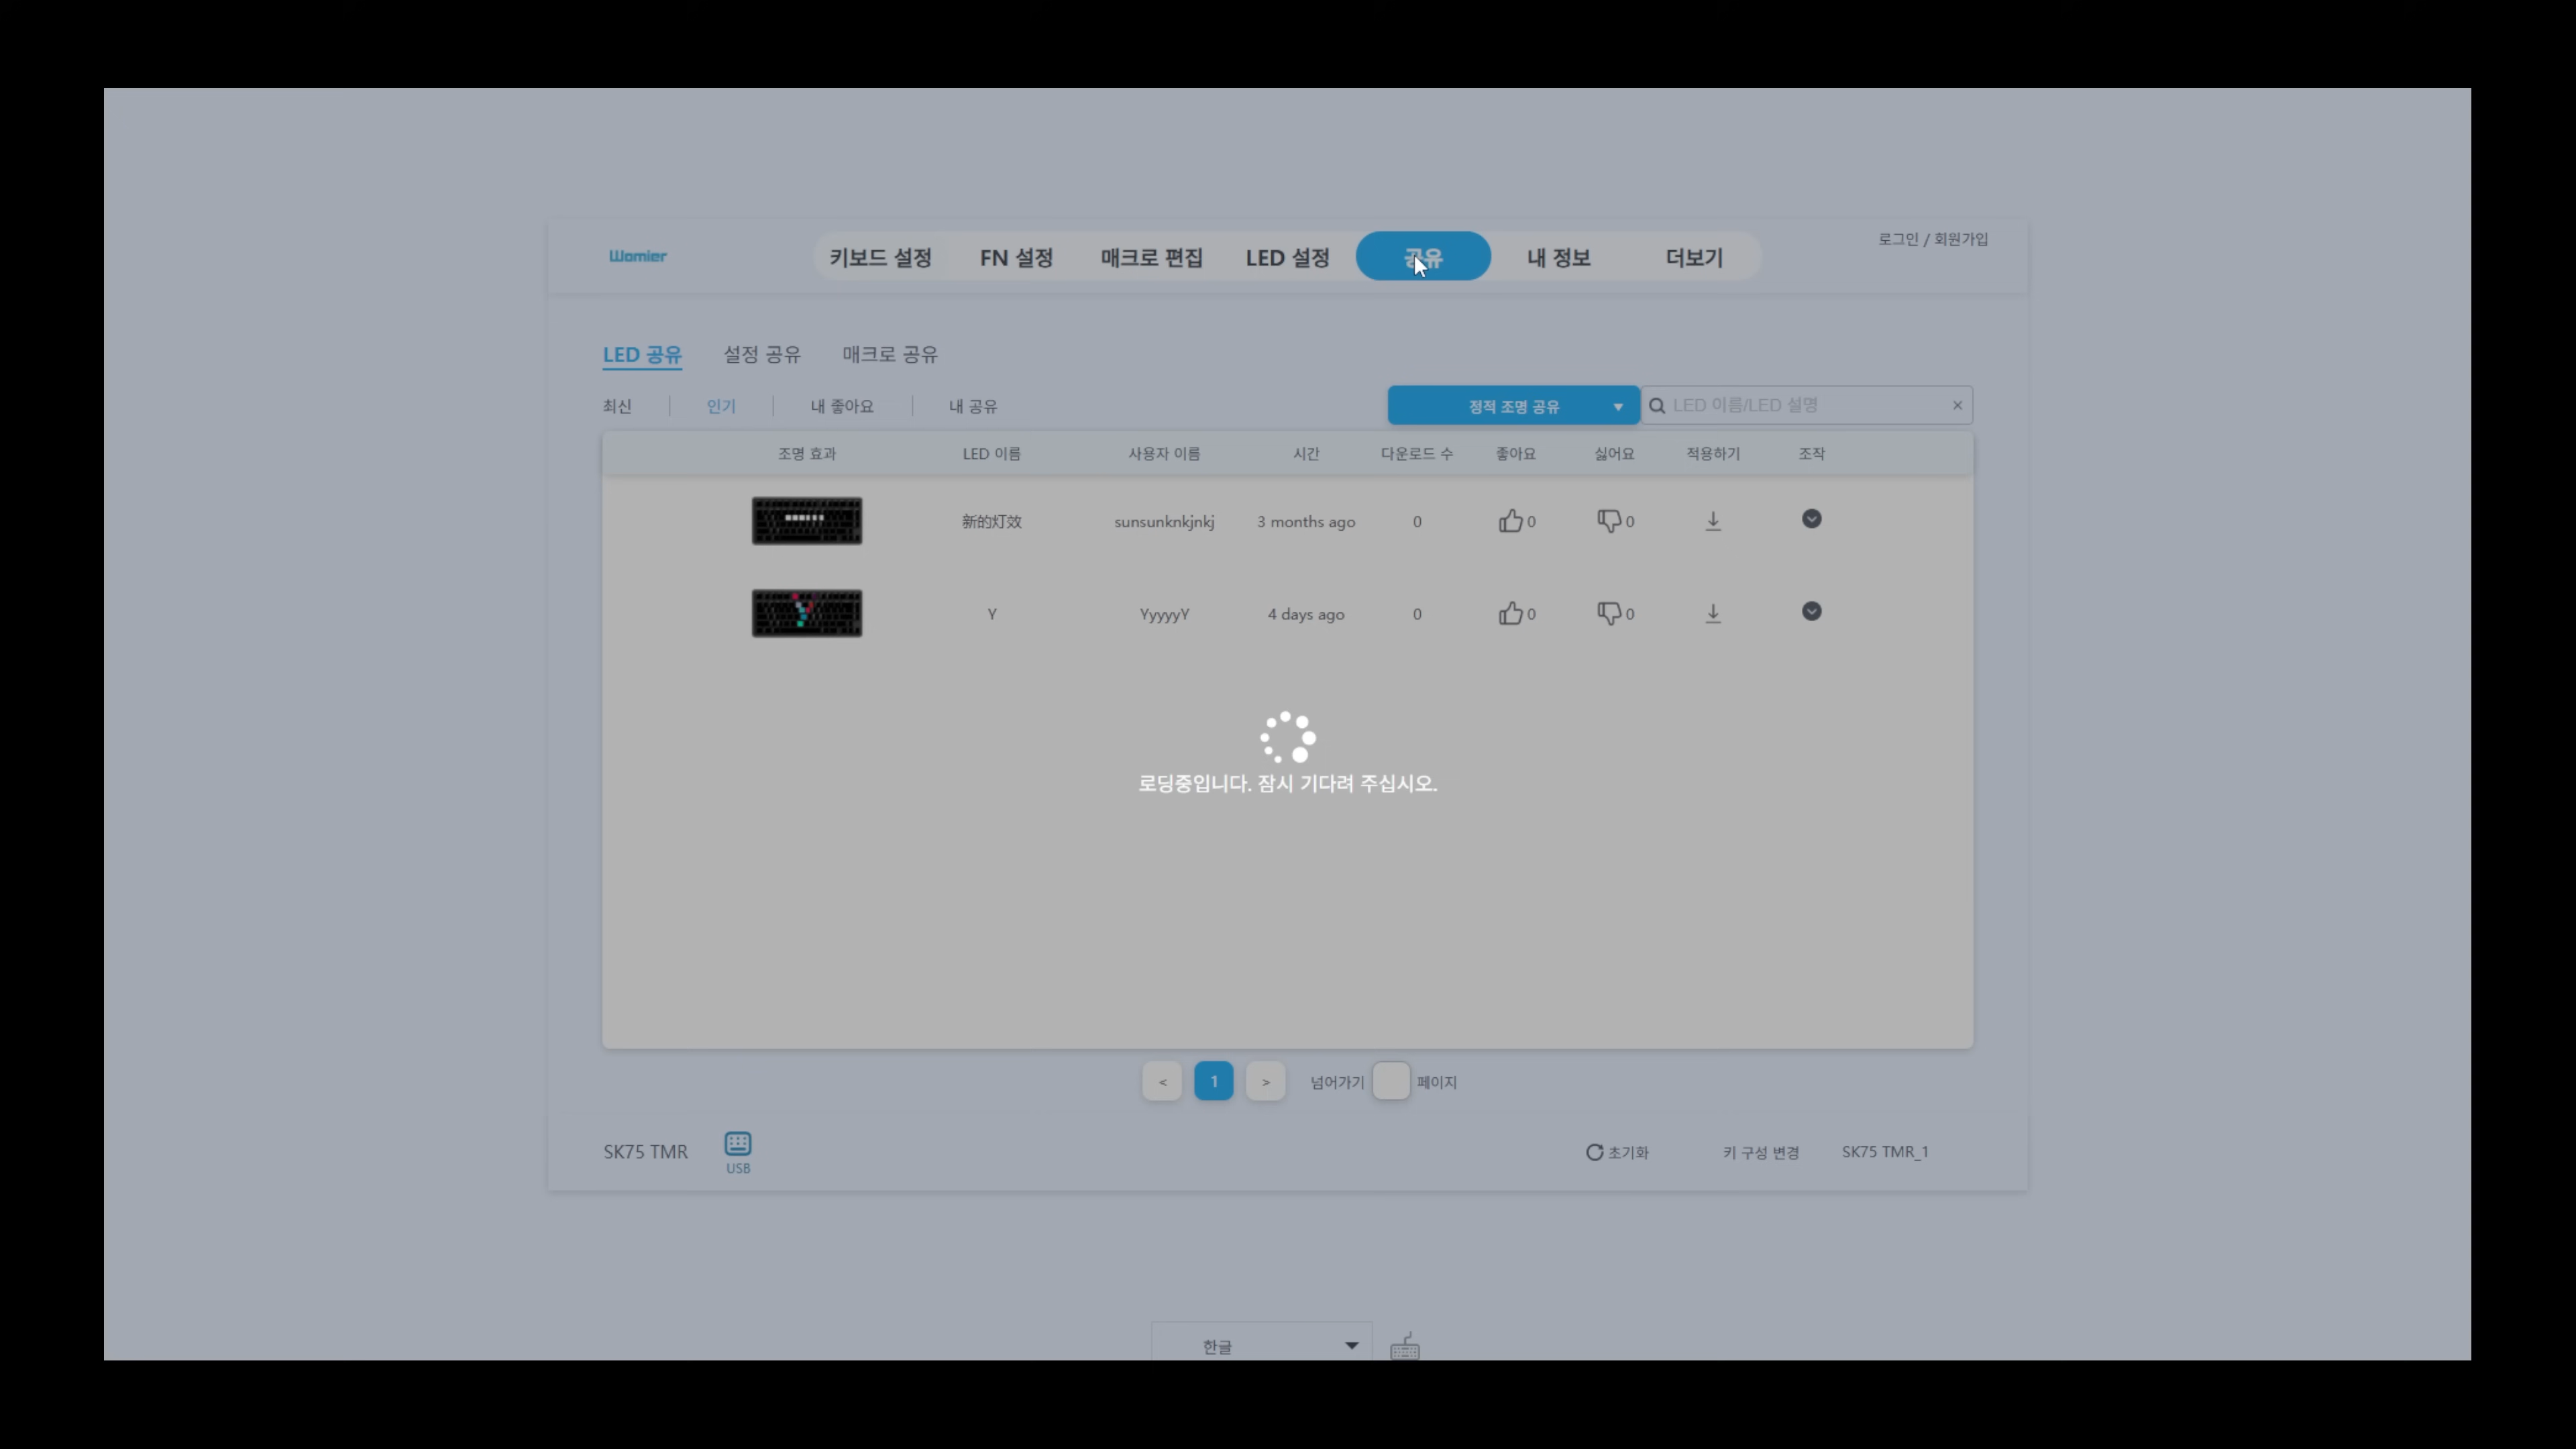 Womier
키보드 설정 FN 설정 매크로 편집 LED 설정 공유 내 정보 더보기
로그인 / 회원가입
LED 공유 설정 공유 매크로 공유
최신 인기 내 좋아요 내 공유
정적 조명 공유 LED 이름/LED 설명
조명 효과 LED 이름 사용자 이름 시간 다운로드 수 좋아요 싫어요 적용하기 조작
新的灯效 sunsunknkjnkj 3 months ago 0 0 0
Y YyyyyY 4 days ago 0 0 0
로딩중입니다. 잠시 기다려 주십시오.
< 1 > 넘어가기 페이지
SK75 TMR USB 초기화 키 구성 변경 SK75 TMR_1
한글